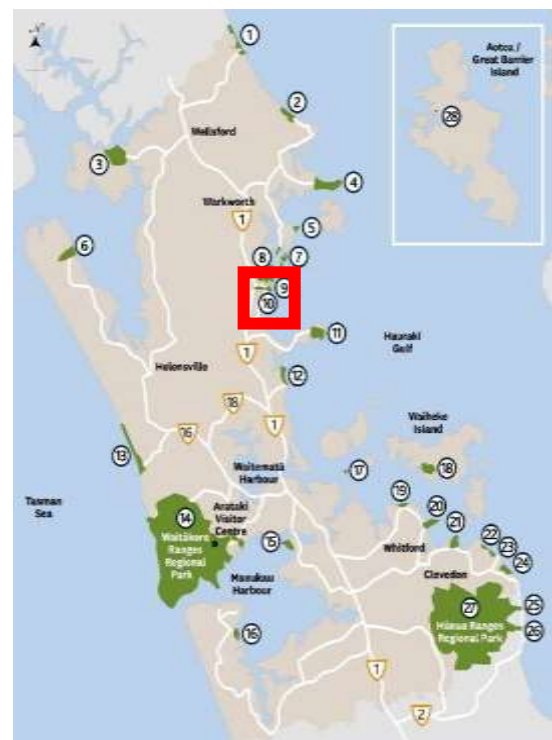 1
Aotea /
Great Barrier
Island
2
28
Wellsford
3
4
Warkworth
1
5
6
8
7
9
10
11
Hauraki
Gulf
1
Helensville
12
18
16
1
Waiheke
Island
13
Waitematā
Harbour
17
18
Tasman
Sea
14
Arataki
Visitor
Centre
Waitākere
Ranges
Regional
Park
15
19
20
21
Whitford
22
23
24
Clevedon
Manukau
Harbour
27
25
Hūnua Ranges
Regional Park
26
16
1
2